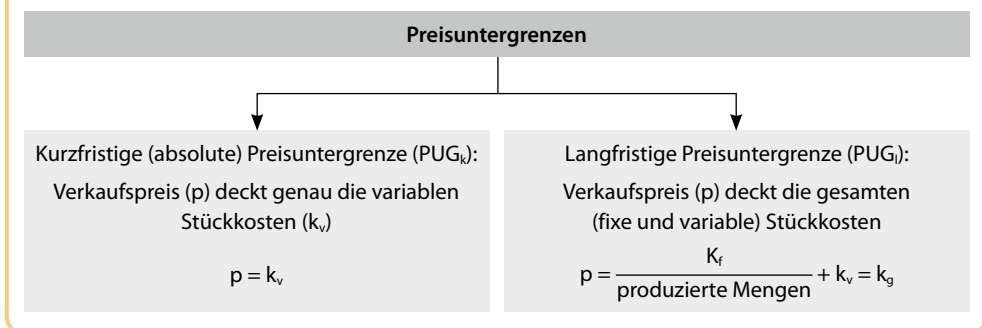 Preisuntergrenzen
Kurzfristige (absolute) Preisuntergrenze (PUGk):
Verkaufspreis (p) deckt genau die variablen
Stückkosten (kv)
p = kv
Langfristige Preisuntergrenze (PUGl):
Verkaufspreis (p) deckt die gesamten
(fixe und variable) Stückkosten
p = Kf / produzierte Mengen + kv = kg